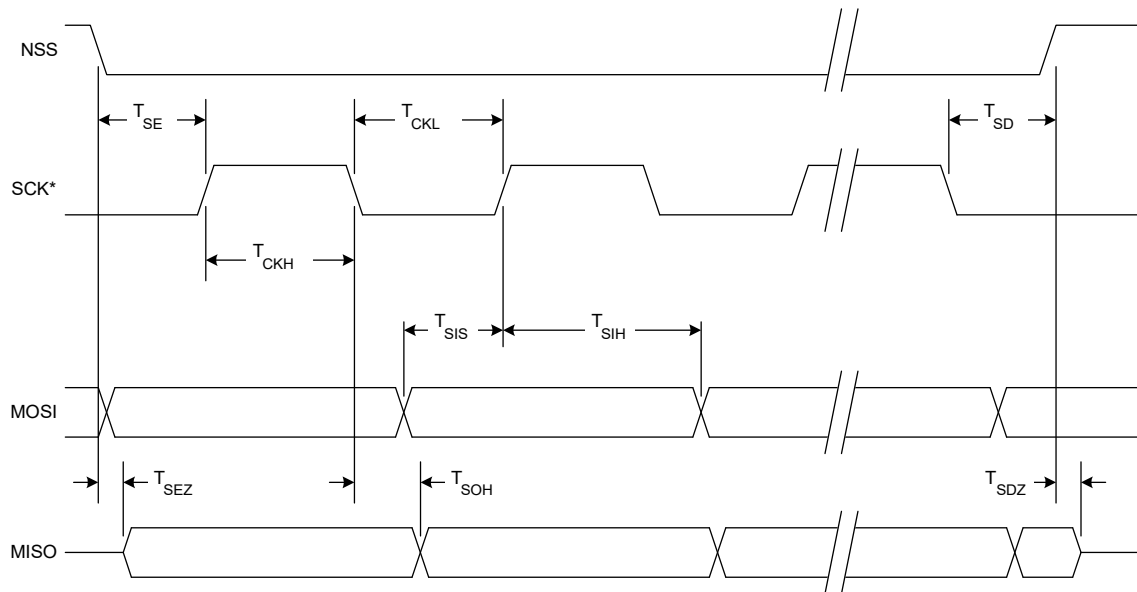 NSS
T_SE
T_CKL
T_SD
SCK*
T_CKH
T_SIS
T_SIH
MOSI
T_SEZ
T_SOH
T_SDZ
MISO